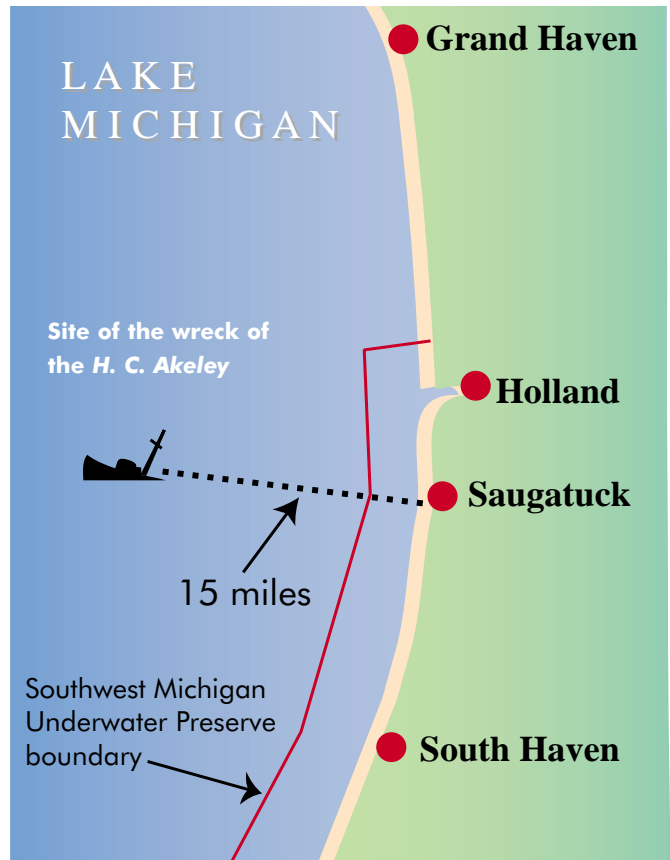 Grand Haven
LAKE
MICHIGAN
Site of the wreck of
the H. C. Akeley
Holland
Saugatuck
15 miles
Southwest Michigan
Underwater Preserve
boundary
South Haven